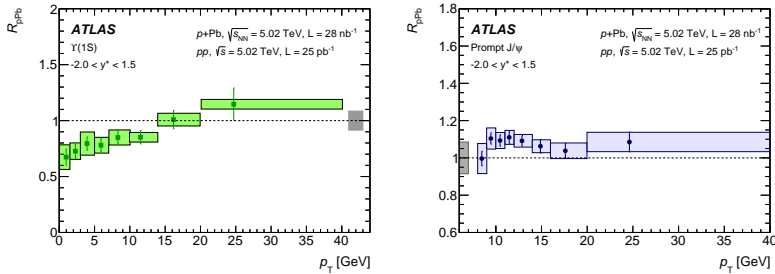 R_pPb
2
1.5
1
0.5
0
ATLAS
ϒ(1S)
-2.0 < y* < 1.5
p+Pb, √s_NN = 5.02 TeV, L = 28 nb⁻¹
pp, √s = 5.02 TeV, L = 25 pb⁻¹
0 5 10 15 20 25 30 35 40
p_T [GeV]
R_pPb
1.8
1.6
1.4
1.2
1
0.8
0.6
ATLAS
Prompt J/ψ
-2.0 < y* < 1.5
p+Pb, √s_NN = 5.02 TeV, L = 28 nb⁻¹
pp, √s = 5.02 TeV, L = 25 pb⁻¹
10 15 20 25 30 35 40
p_T [GeV]